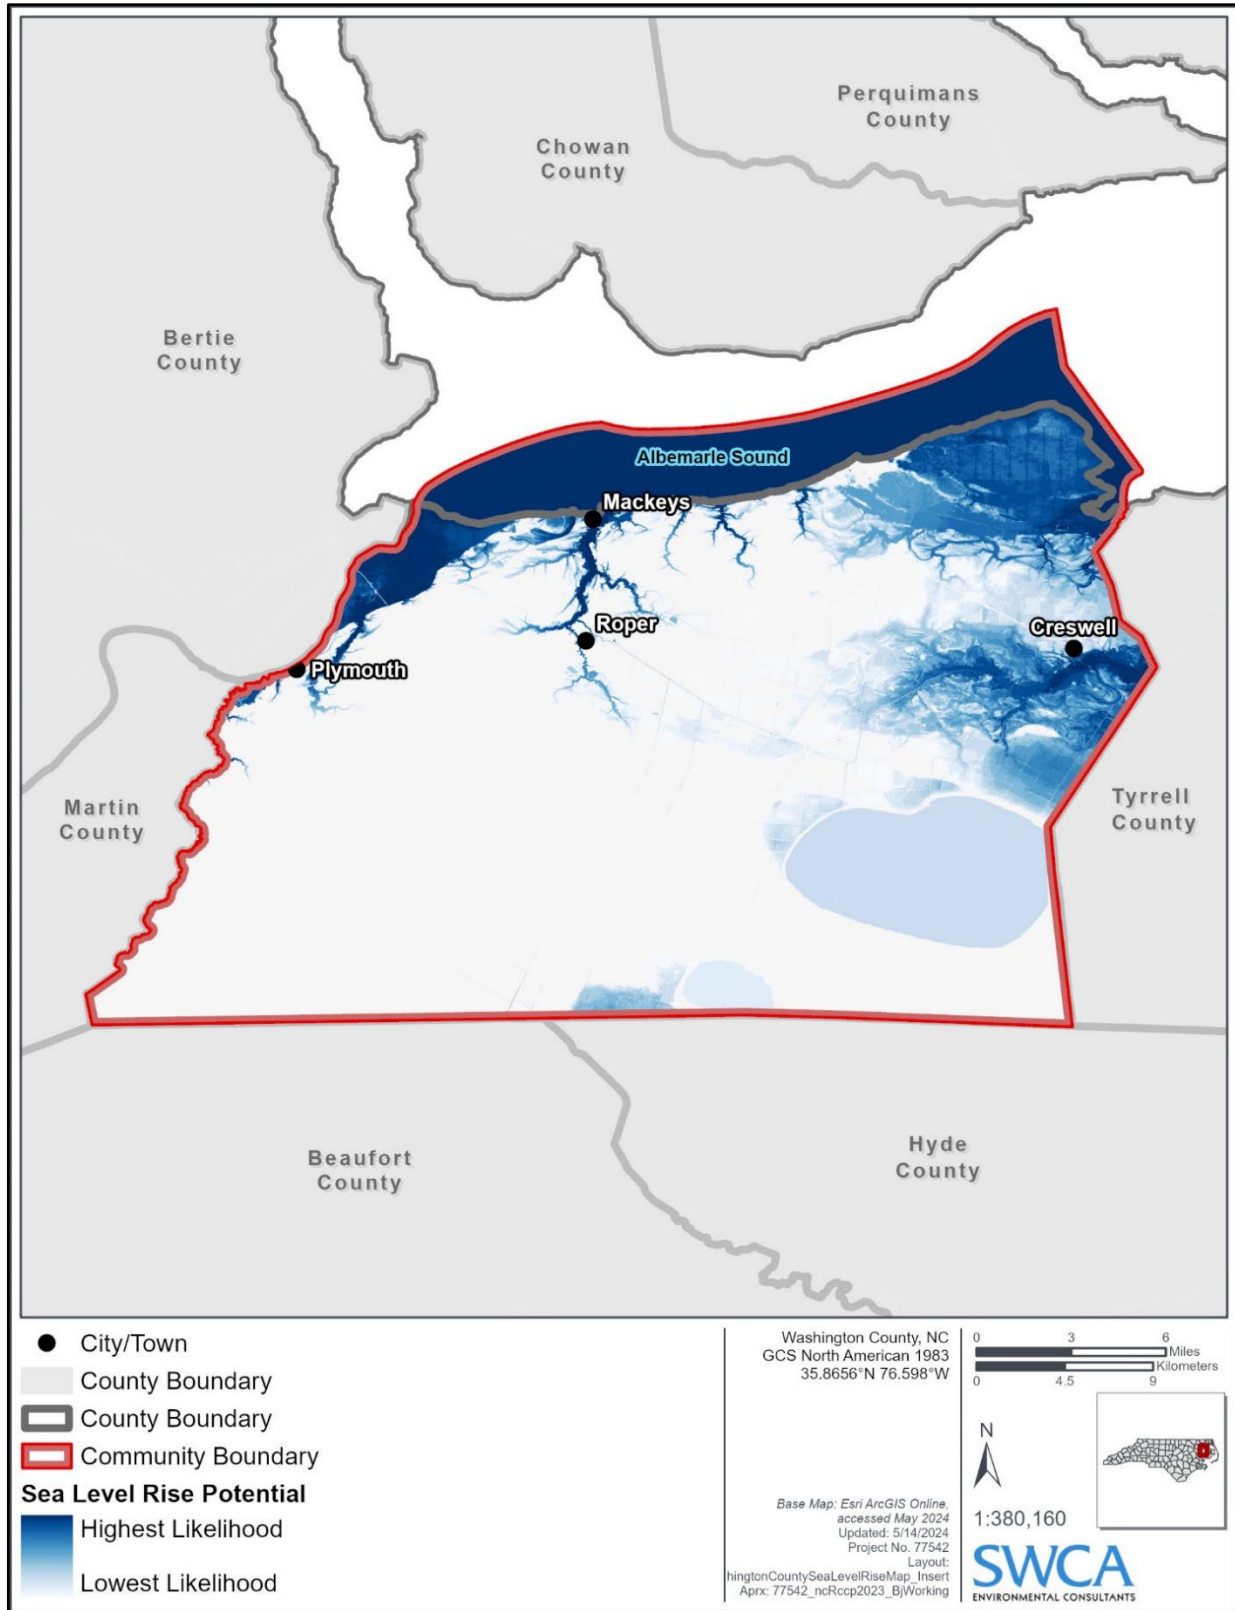 Perquimans
County
Chowan
County
Bertie
County
Albemarle Sound
Mackeys
Roper
Creswell
Plymouth
Martin
County
Tyrrell
County
Beaufort
County
Hyde
County
City/Town
County Boundary
County Boundary
Community Boundary
Sea Level Rise Potential
Highest Likelihood
Lowest Likelihood
Washington County, NC
GCS North American 1983
35.8656°N 76.598°W
Base Map: Esri ArcGIS Online,
accessed May 2024
Updated: 5/14/2024
Project No. 77542
Layout:
hingtonCountySeaLevelRiseMap_Insert
Aprx: 77542_ncRccp2023_BjWorking
0 3 6
Miles
Kilometers
0 4.5 9
N
1:380,160
SWCA
ENVIRONMENTAL CONSULTANTS